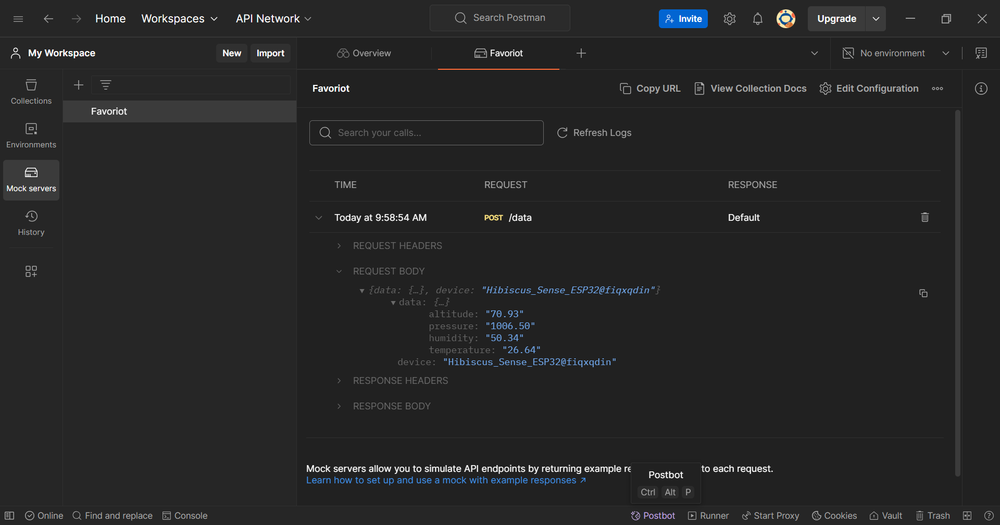 Home Workspaces API Network Search Postman Invite Upgrade
My Workspace New Import Overview Favoriot No environment
Collections
Environments
Mock servers
History
Favoriot
Favoriot Copy URL View Collection Docs Edit Configuration
Search your calls... Refresh Logs
TIME REQUEST RESPONSE
Today at 9:58:54 AM POST /data Default
REQUEST HEADERS
REQUEST BODY
{data: {…}, device: "Hibiscus_Sense_ESP32@fiqxqdin"}
data: {…}
altitude: "70.93"
pressure: "1006.50"
humidity: "50.34"
temperature: "26.64"
device: "Hibiscus_Sense_ESP32@fiqxqdin"
RESPONSE HEADERS
RESPONSE BODY
Mock servers allow you to simulate API endpoints by returning example re to each request.
Learn how to set up and use a mock with example responses ↗
Postbot
Ctrl Alt P
Online Find and replace Console Postbot Runner Start Proxy Cookies Vault Trash